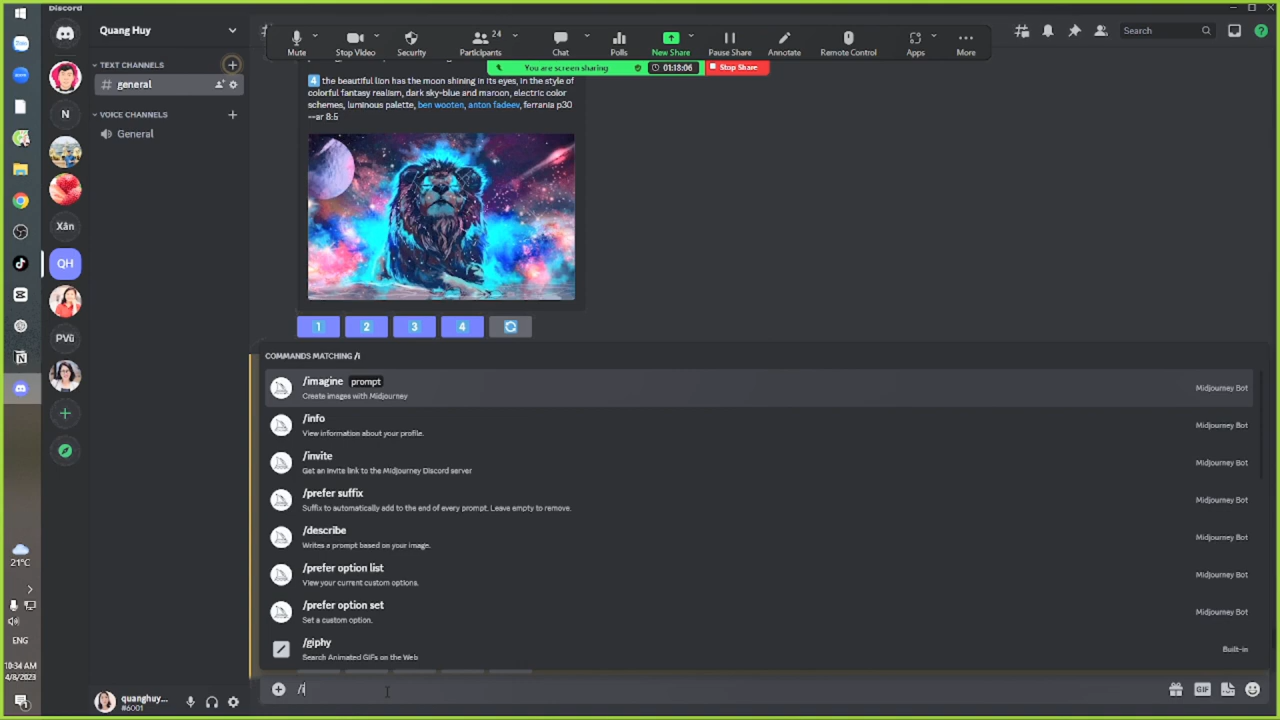 Discord
Quang Huy
Mute
Stop Video
Security
24
Participants
Chat
Polls
New Share
Pause Share
Annotate
Remote Control
Apps
More
Search
You are screen sharing
01:18:06
Stop Share
TEXT CHANNELS
general
VOICE CHANNELS
General
4 the beautiful lion has the moon shining in its eyes, in the style of
colorful fantasy realism, dark sky-blue and maroon, electric color
schemes, luminous palette, ben wooten, anton fadeev, ferrania p30
--ar 8:5
N
Xân
QH
PVũ
1
2
3
4
COMMANDS MATCHING /i
/imagine prompt
Create images with Midjourney
Midjourney Bot
/info
View information about your profile.
Midjourney Bot
/invite
Get an invite link to the Midjourney Discord server
Midjourney Bot
/prefer suffix
Suffix to automatically add to the end of every prompt. Leave empty to remove.
Midjourney Bot
/describe
Writes a prompt based on your image.
Midjourney Bot
/prefer option list
View your current custom options.
Midjourney Bot
/prefer option set
Set a custom option.
Midjourney Bot
/giphy
Search Animated GIFs on the Web
Built-in
/i
GIF
quanghuy...
#6001
21°C
ENG
10:34 AM
4/8/2023